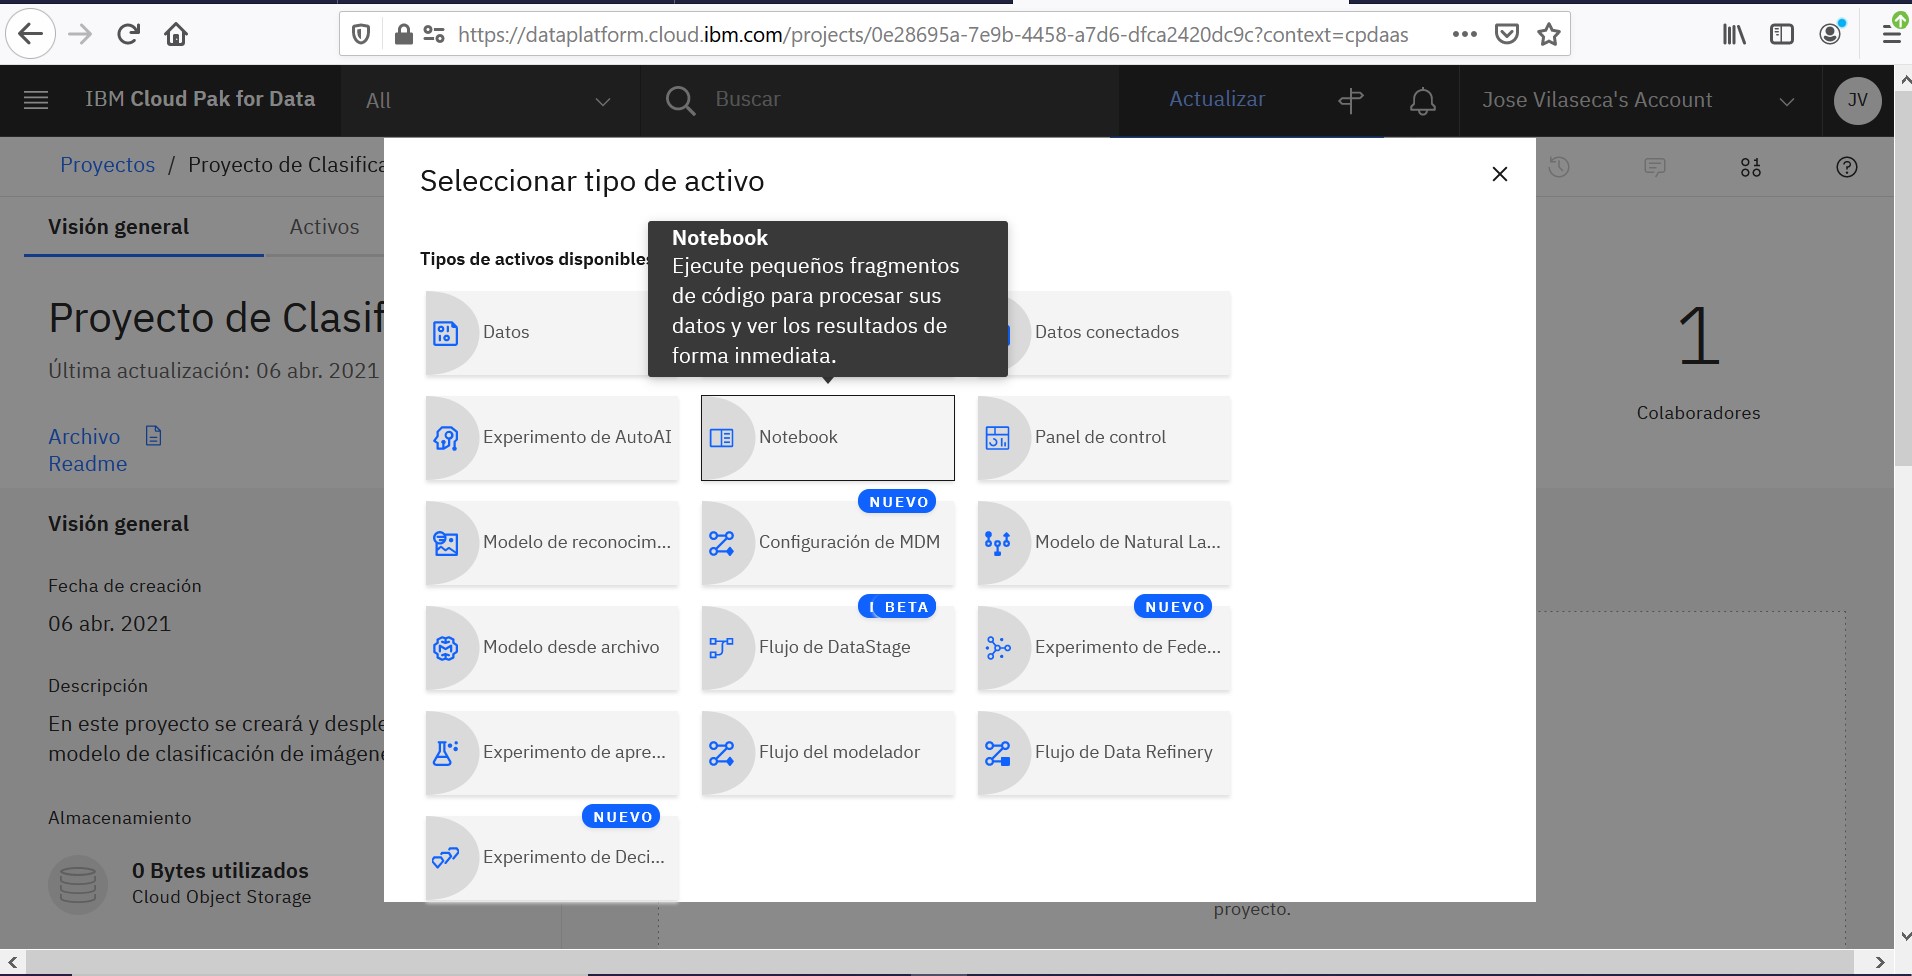 https://dataplatform.cloud.ibm.com/projects/0e28695a-7e9b-4458-a7d6-dfca2420dc9c?context=cpdaas
IBM Cloud Pak for Data
All
Buscar
Actualizar
Jose Vilaseca's Account
JV
Proyectos / Proyecto de Clasifica
Seleccionar tipo de activo
Visión general
Activos
Notebook
Ejecute pequeños fragmentos
de código para procesar sus
datos y ver los resultados de
forma inmediata.
Tipos de activos disponibles
Proyecto de Clasif
Última actualización: 06 abr. 2021
Archivo
Readme
Datos
Datos conectados
1
Colaboradores
Experimento de AutoAI
Notebook
Panel de control
NUEVO
Modelo de reconocim...
Configuración de MDM
Modelo de Natural La...
BETA
NUEVO
Modelo desde archivo
Flujo de DataStage
Experimento de Fede...
Experimento de apre...
Flujo del modelador
Flujo de Data Refinery
NUEVO
Experimento de Deci...
Visión general
Fecha de creación
06 abr. 2021
Descripción
En este proyecto se creará y desple
modelo de clasificación de imágene
Almacenamiento
0 Bytes utilizados
Cloud Object Storage
proyecto.